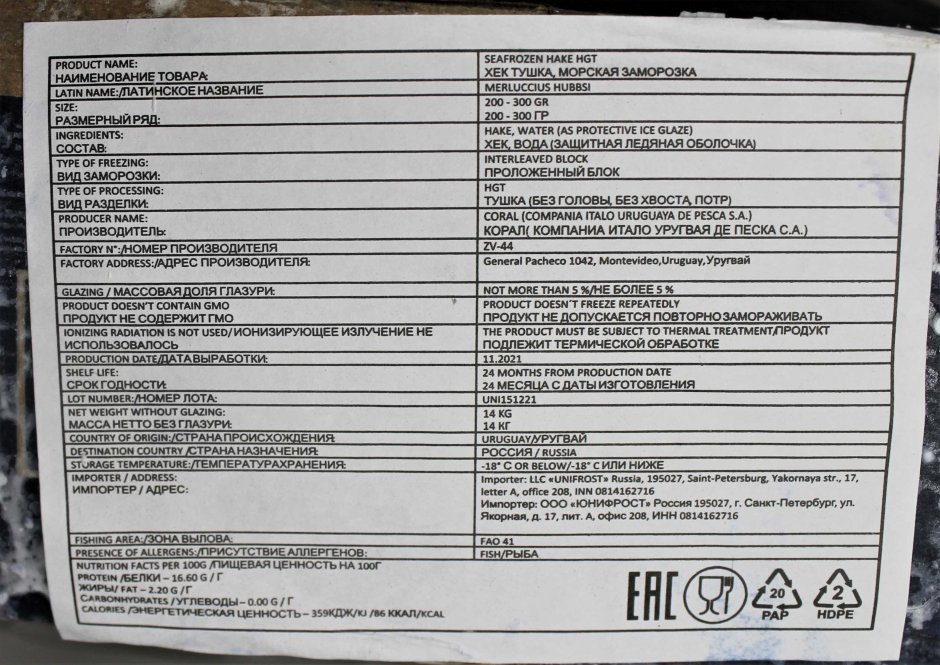 PRODUCT NAME:
НАИМЕНОВАНИЕ ТОВАРА:
SEAFROZEN HAKE HGT
ХЕК ТУШКА, МОРСКАЯ ЗАМОРОЗКА
LATIN NAME:/ЛАТИНСКОЕ НАЗВАНИЕ
MERLUCCIUS HUBBSI
SIZE:
РАЗМЕРНЫЙ РЯД:
200 - 300 GR
200 - 300 ГР
INGREDIENTS:
СОСТАВ:
HAKE, WATER (AS PROTECTIVE ICE GLAZE)
ХЕК, ВОДА (ЗАЩИТНАЯ ЛЕДЯНАЯ ОБОЛОЧКА)
TYPE OF FREEZING:
ВИД ЗАМОРОЗКИ:
INTERLEAVED BLOCK
ПРОЛОЖЕННЫЙ БЛОК
TYPE OF PROCESSING:
ВИД РАЗДЕЛКИ:
HGT
ТУШКА (БЕЗ ГОЛОВЫ, БЕЗ ХВОСТА, ПОТР)
PRODUCER NAME:
ПРОИЗВОДИТЕЛЬ:
CORAL (COMPANIA ITALO URUGUAYA DE PESCA S.A.)
КОРАЛ( КОМПАНИА ИТАЛО УРУГВАЯ ДЕ ПЕСКА С.А.)
FACTORY N°:/НОМЕР ПРОИЗВОДИТЕЛЯ
ZV-44
FACTORY ADDRESS:/АДРЕС ПРОИЗВОДИТЕЛЯ:
General Pacheco 1042, Montevideo,Uruguay,Уругвай
GLAZING / МАССОВАЯ ДОЛЯ ГЛАЗУРИ:
NOT MORE THAN 5 %/НЕ БОЛЕЕ 5 %
PRODUCT DOESN'T CONTAIN GMO
ПРОДУКТ НЕ СОДЕРЖИТ ГМО
PRODUCT DOESN´T FREEZE REPEATEDLY
ПРОДУКТ НЕ ДОПУСКАЕТСЯ ПОВТОРНО ЗАМОРАЖИВАТЬ
IONIZING RADIATION IS NOT USED/ИОНИЗИРУЮЩЕЕ ИЗЛУЧЕНИЕ НЕ
ИСПОЛЬЗОВАЛОСЬ
THE PRODUCT MUST BE SUBJECT TO THERMAL TREATMENT/ПРОДУКТ
ПОДЛЕЖИТ ТЕРМИЧЕСКОЙ ОБРАБОТКЕ
PRODUCTION DATE/ДАТА ВЫРАБОТКИ:
11.2021
SHELF LIFE:
СРОК ГОДНОСТИ:
24 MONTHS FROM PRODUCTION DATE
24 МЕСЯЦА С ДАТЫ ИЗГОТОВЛЕНИЯ
LOT NUMBER:/НОМЕР ЛОТА:
UNI151221
NET WEIGHT WITHOUT GLAZING:
МАССА НЕТТО БЕЗ ГЛАЗУРИ:
14 KG
14 КГ
COUNTRY OF ORIGIN:/СТРАНА ПРОИСХОЖДЕНИЯ:
URUGUAY/УРУГВАЙ
DESTINATION COUNTRY /СТРАНА НАЗНАЧЕНИЯ:
РОССИЯ / RUSSIA
STURAGE TEMPERATURE:/ТЕМПЕРАТУРА ХРАНЕНИЯ:
-18° C OR BELOW/-18° С ИЛИ НИЖЕ
IMPORTER / ADDRESS:
ИМПОРТЕР / АДРЕС:
Importer: LLC «UNIFROST» Russia, 195027, Saint-Petersburg, Yakornaya str., 17,
letter A, office 208, INN 0814162716
Импортер: ООО «ЮНИФРОСТ» Россия 195027, г. Санкт-Петербург, ул.
Якорная, д. 17, лит. А, офис 208, ИНН 0814162716
FISHING AREA:/ЗОНА ВЫЛОВА:
FAO 41
PRESENCE OF ALLERGENS:/ПРИСУТСТВИЕ АЛЛЕРГЕНОВ:
FISH/РЫБА
NUTRITION FACTS PER 100G /ПИЩЕВАЯ ЦЕННОСТЬ НА 100Г
PROTEIN /БЕЛКИ – 16.60 G / Г
ЖИРЫ/ FAT – 2.20 G / Г
CARBONHYDRATES /УГЛЕВОДЫ – 0.00 G / Г
CALORIES /ЭНЕРГЕТИЧЕСКАЯ ЦЕННОСТЬ – 359КДЖ/KJ /86 ККАЛ/KCAL
EAC
20
PAP
2
HDPE